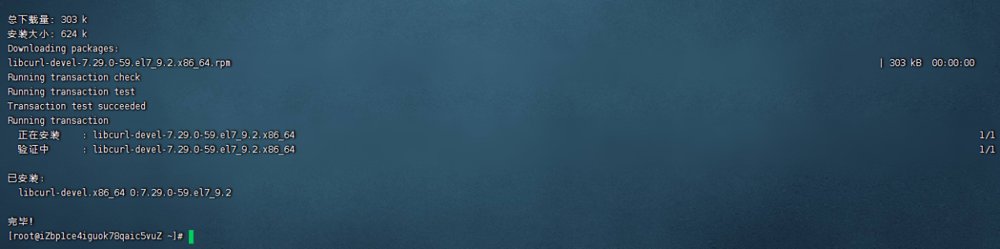 总下载量: 303 k
安装大小: 624 k
Downloading packages:
libcurl-devel-7.29.0-59.el7_9.2.x86_64.rpm | 303 kB 00:00:00
Running transaction check
Running transaction test
Transaction test succeeded
Running transaction
正在安装 : libcurl-devel-7.29.0-59.el7_9.2.x86_64 1/1
验证中 : libcurl-devel-7.29.0-59.el7_9.2.x86_64 1/1
已安装:
libcurl-devel.x86_64 0:7.29.0-59.el7_9.2
完毕!
[root@iZbp1ce4iguok78qaic5vuZ ~]#